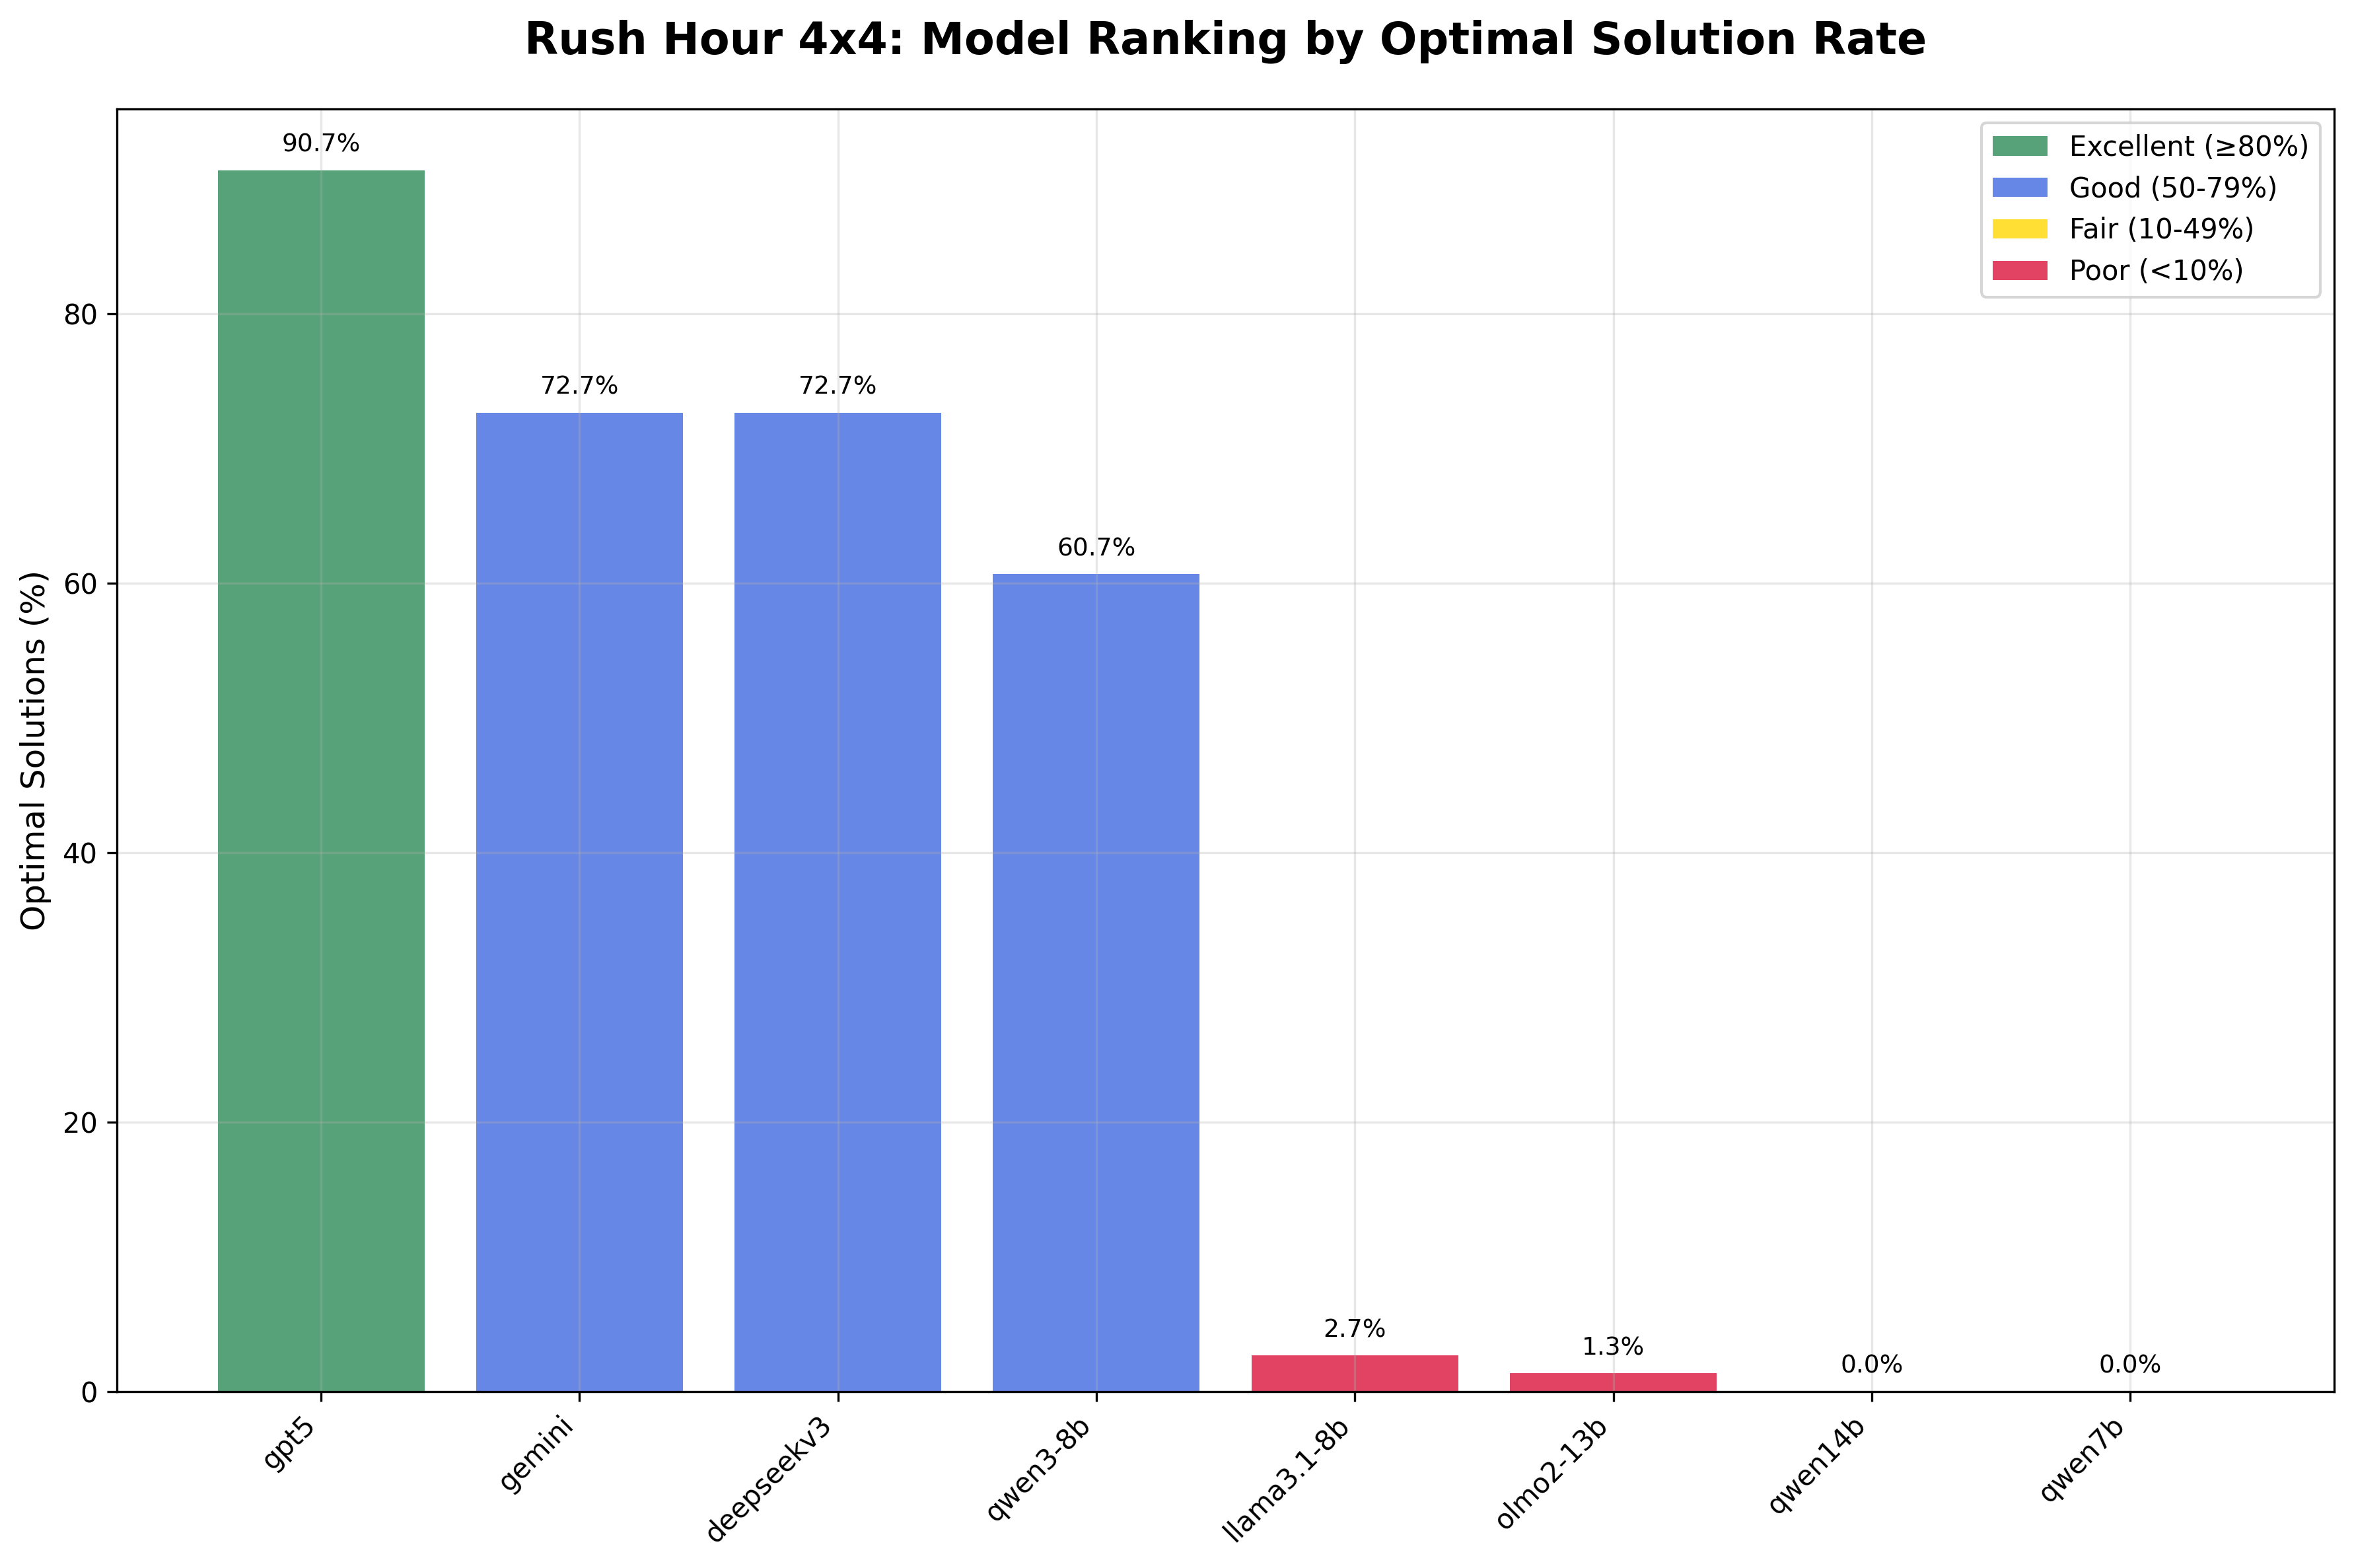 Rush Hour 4x4: Model Ranking by Optimal Solution Rate
Excellent (≥80%)
Good (50-79%)
Fair (10-49%)
Poor (<10%)
Optimal Solutions (%)
80
60
40
20
0
90.7%
72.7%
72.7%
60.7%
2.7%
1.3%
0.0%
0.0%
gpt5
gemini
deepseekv3
qwen3-8b
llama3.1-8b
olmo2-13b
qwen14b
qwen7b